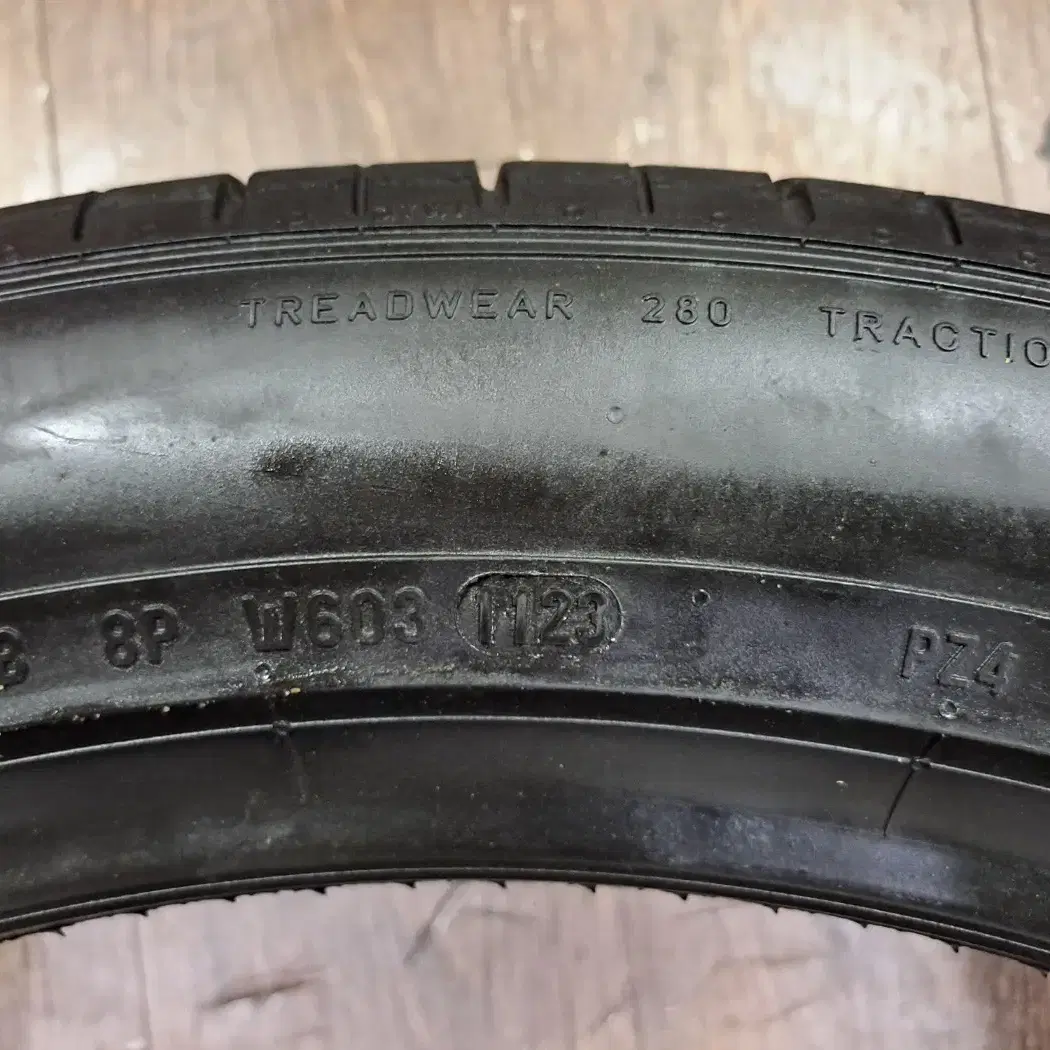 TREADWEAR 280 TRACTIO
8P W603 1123 PZ4